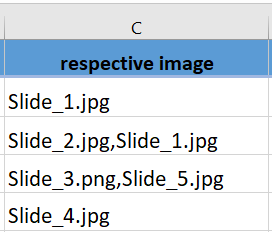 C
respective image
Slide_1.jpg
Slide_2.jpg,Slide_1.jpg
Slide_3.png,Slide_5.jpg
Slide_4.jpg